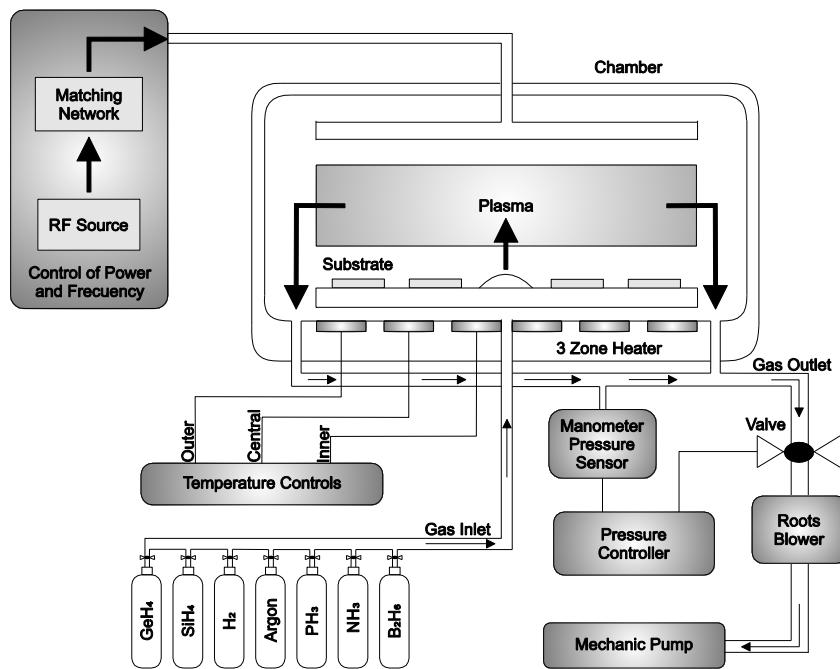 Chamber
Matching
Network
RF Source
Control of Power
and Frecuency
Plasma
Substrate
3 Zone Heater
Gas Outlet
Outer
Central
Inner
Manometer
Pressure
Sensor
Valve
Temperature Controls
Gas Inlet
Pressure
Controller
Roots
Blower
GeH₄
SiH₄
H₂
Argon
PH₃
NH₃
B₂H₆
Mechanic Pump